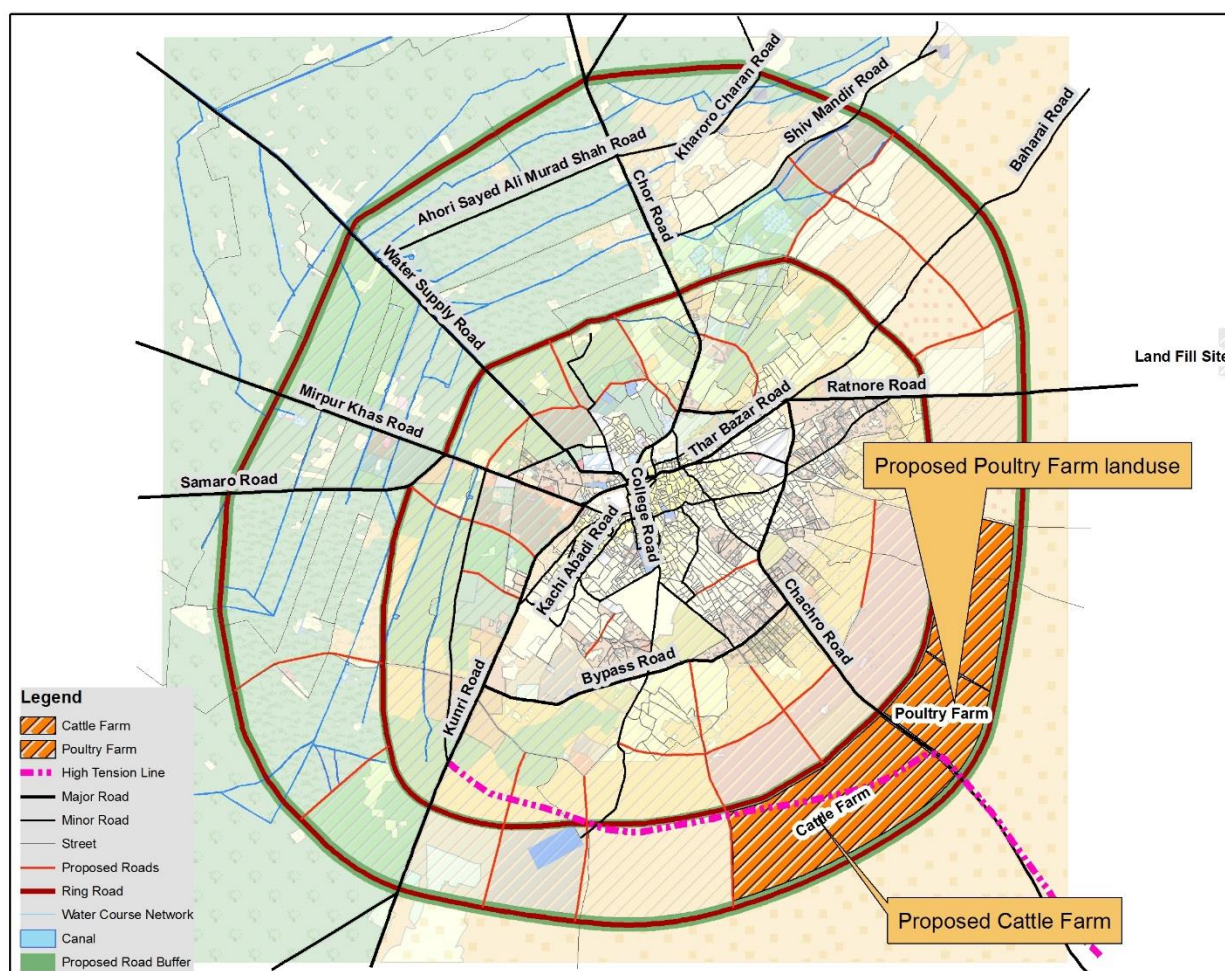 Kharoro Charan Road
Shiv Mandir Road
Baharai Road
Ahori Sayed Ali Murad Shah Road
Chor Road
Water Supply Road
Land Fill Site
Mirpur Khas Road
Ratnore Road
Thar Bazar Road
Samaro Road
Proposed Poultry Farm landuse
College Road
Kachi Abadi Road
Chachro Road
Bypass Road
Kunri Road
Poultry Farm
Cattle Farm
Proposed Cattle Farm
Legend
Cattle Farm
Poultry Farm
High Tension Line
Major Road
Minor Road
Street
Proposed Roads
Ring Road
Water Course Network
Canal
Proposed Road Buffer